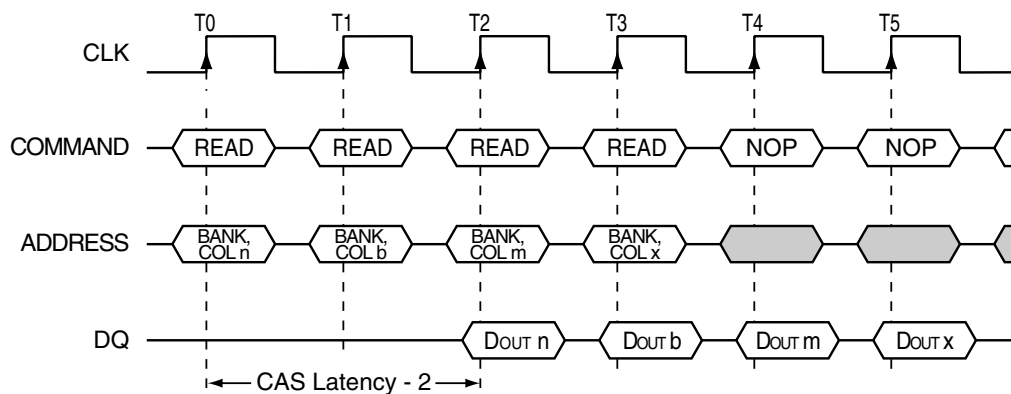 T0 T1 T2 T3 T4 T5
CLK
COMMAND READ READ READ READ NOP NOP
ADDRESS BANK, COL n BANK, COL b BANK, COL m BANK, COL x
DQ DOUT n DOUT b DOUT m DOUT x
CAS Latency - 2